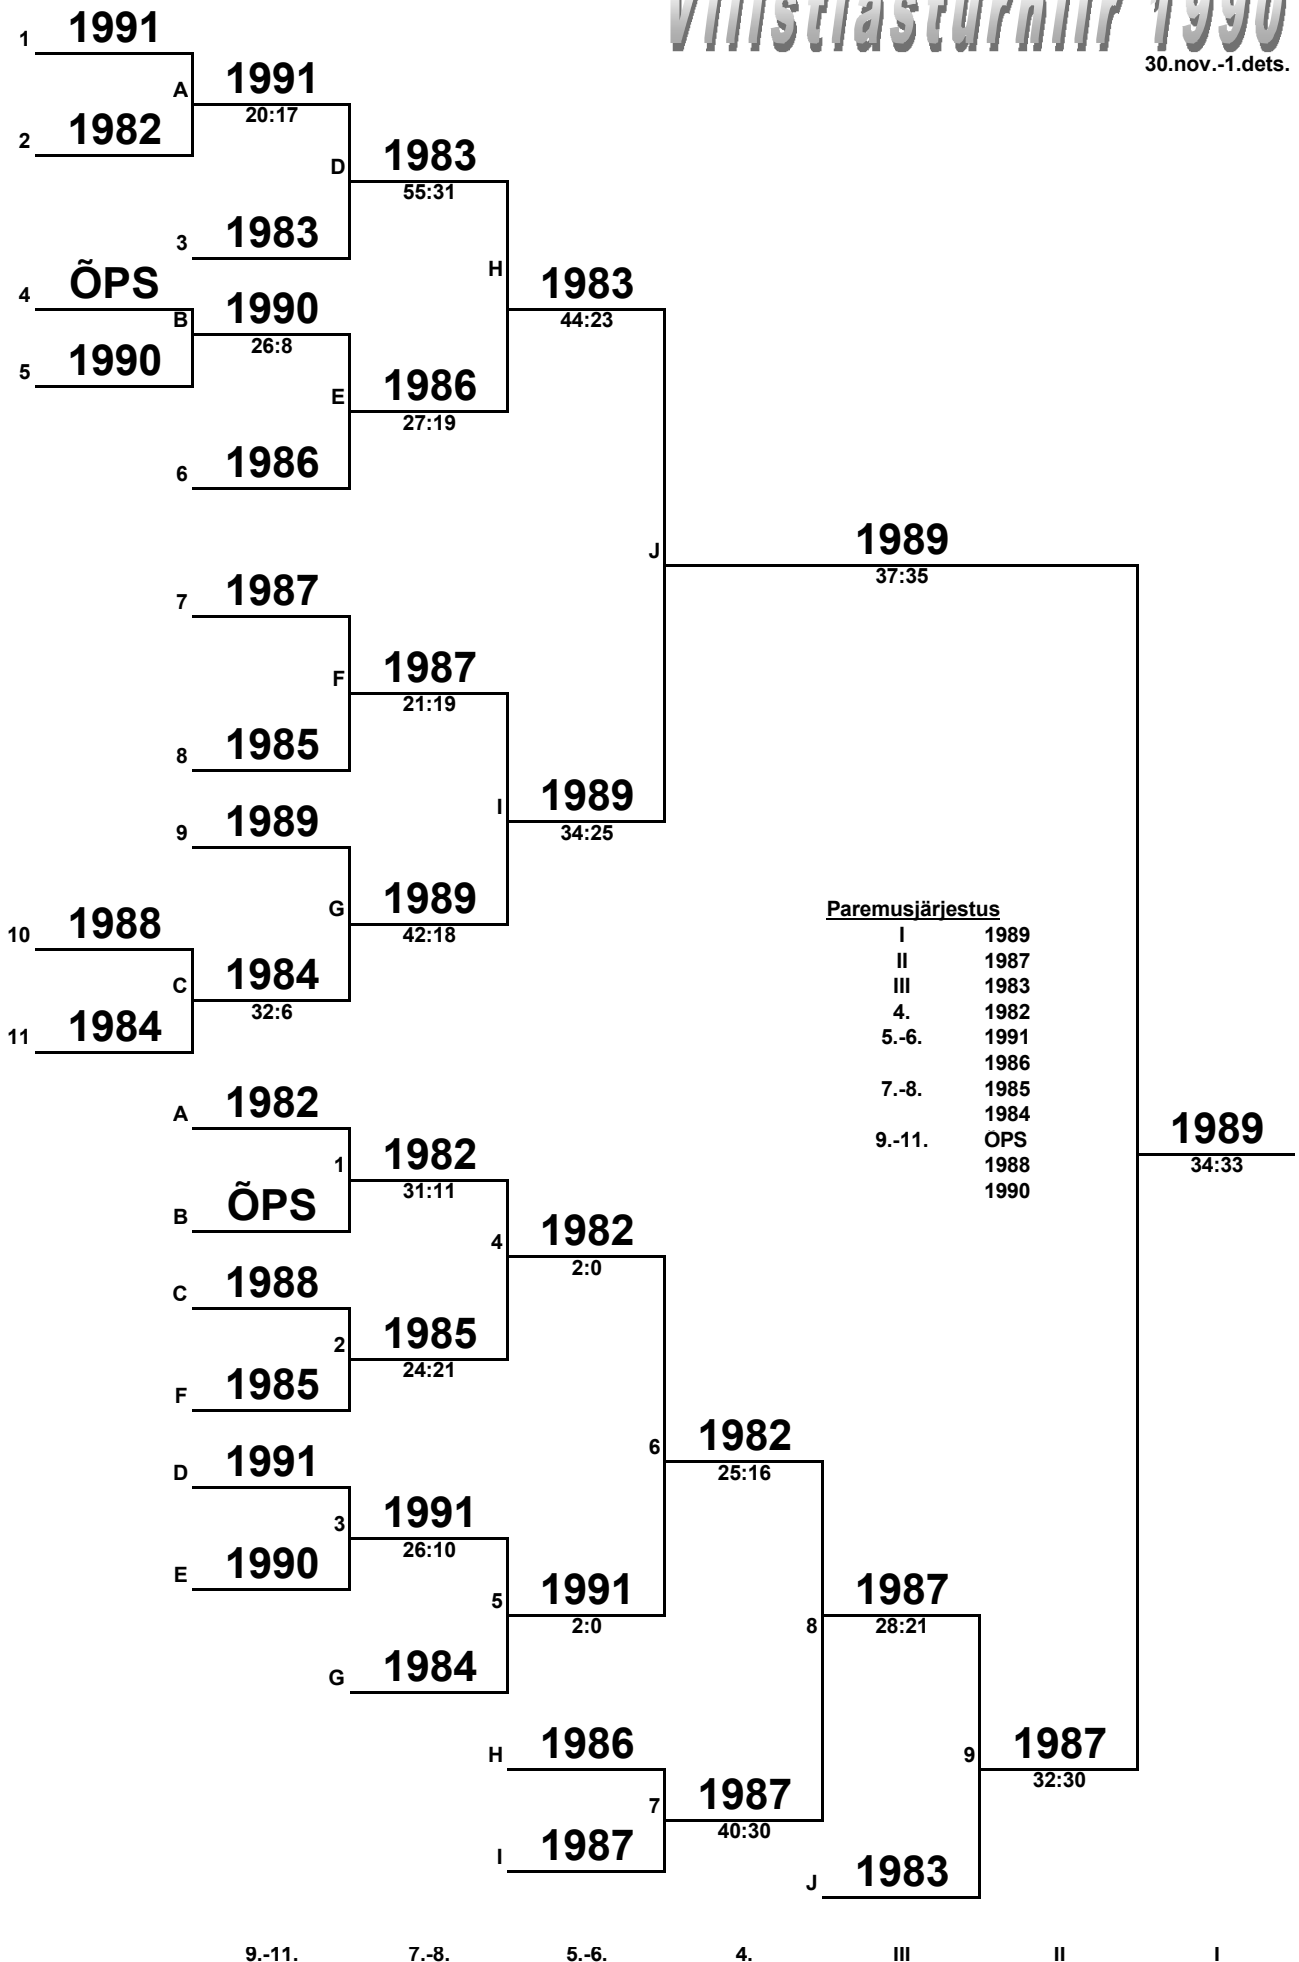 Vilistlasturniir 1990
30.nov.-1.dets.
1 1991
A 1991
20:17
2 1982
D 1983
55:31
3 1983
4 ÕPS
H 1983
44:23
B 1990
26:8
5 1990
E 1986
27:19
6 1986
J 1989
37:35
7 1987
F 1987
21:19
8 1985
I 1989
34:25
9 1989
G 1989
42:18
10 1988
C 1984
32:6
11 1984
Paremusjärjestus
I 1989
II 1987
III 1983
4. 1982
5.-6. 1991
1986
7.-8. 1985
1984
9.-11. ÕPS
1988
1990
1989
34:33
A 1982
1 1982
31:11
B ÕPS
4 1982
2:0
C 1988
2 1985
24:21
F 1985
6 1982
25:16
D 1991
3 1991
26:10
E 1990
5 1991
2:0
8 1987
28:21
G 1984
H 1986
9 1987
32:30
7 1987
40:30
I 1987
J 1983
9.-11. 7.-8. 5.-6. 4. III II I